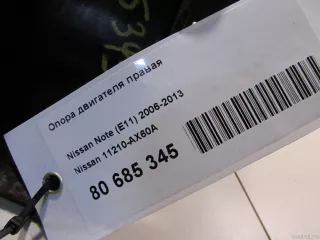 Опора двигателя правая
Nissan Note (E11) 2006-2013
Nissan 11210-AX60A
80 685 345